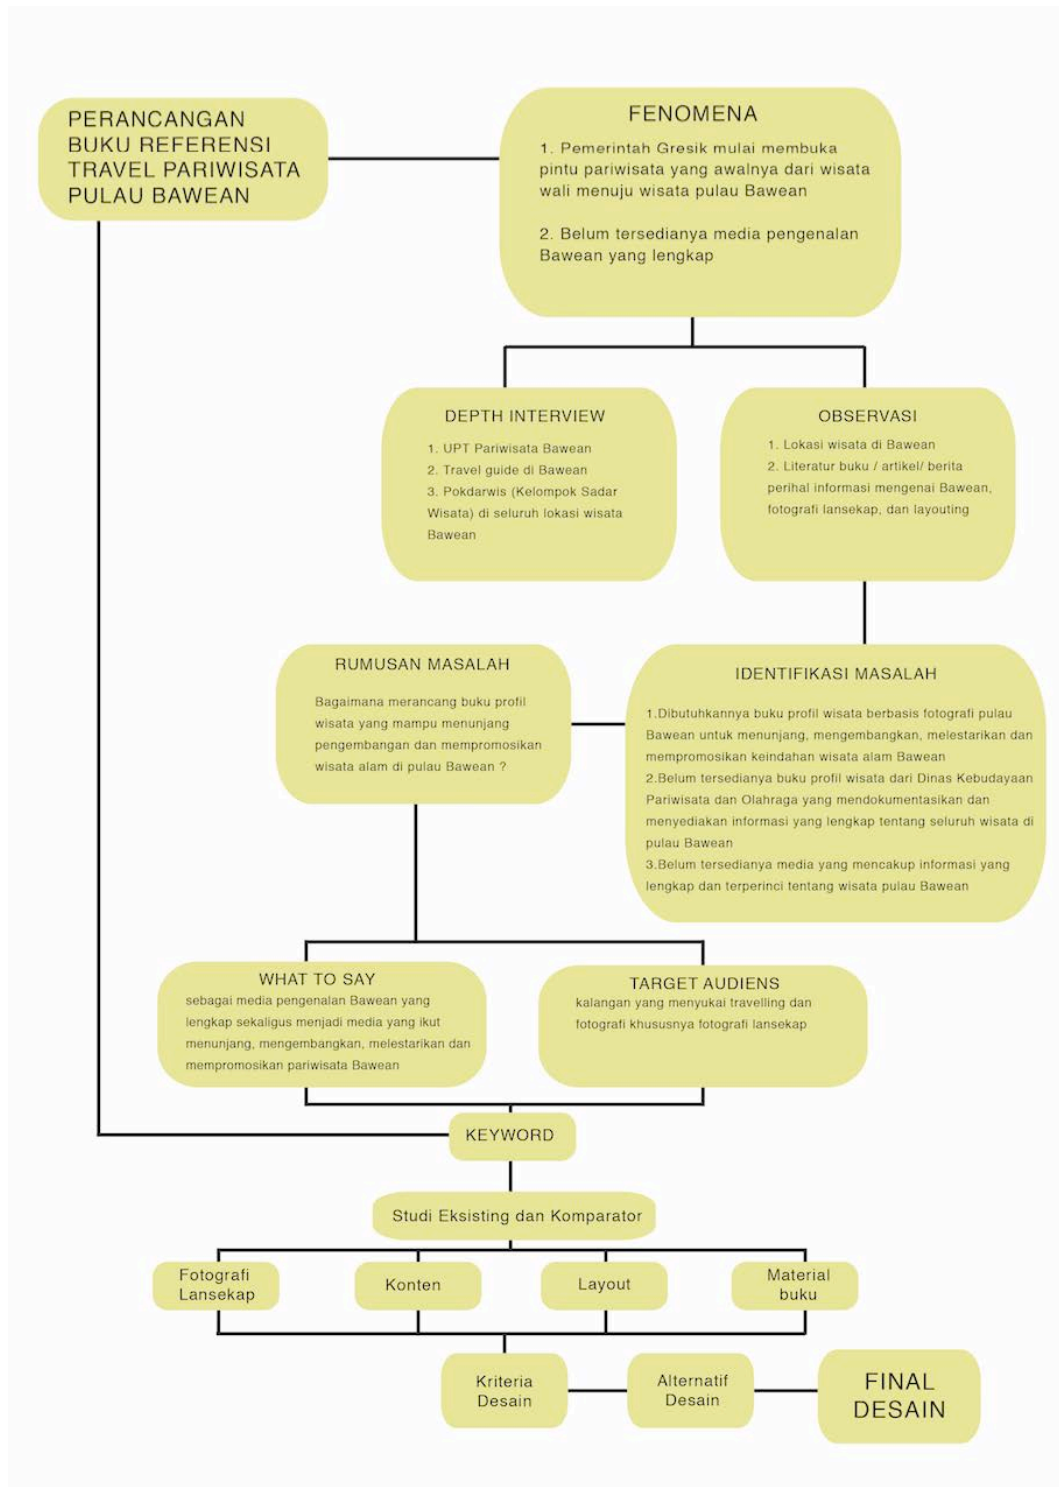 PERANCANGAN
BUKU REFERENSI
TRAVEL PARIWISATA
PULAU BAWEAN
FENOMENA
1. Pemerintah Gresik mulai membuka
pintu pariwisata yang awalnya dari wisata
wali menuju wisata pulau Bawean
2. Belum tersedianya media pengenalan
Bawean yang lengkap
DEPTH INTERVIEW
1. UPT Pariwisata Bawean
2. Travel guide di Bawean
3. Pokdarwis (Kelompok Sadar
Wisata) di seluruh lokasi wisata
Bawean
OBSERVASI
1. Lokasi wisata di Bawean
2. Literatur buku / artikel/ berita
perihal informasi mengenai Bawean,
fotografi lansekap, dan layouting
RUMUSAN MASALAH
Bagaimana merancang buku profil
wisata yang mampu menunjang
pengembangan dan mempromosikan
wisata alam di pulau Bawean ?
IDENTIFIKASI MASALAH
1.Dibutuhkannya buku profil wisata berbasis fotografi pulau
Bawean untuk menunjang, mengembangkan, melestarikan dan
mempromosikan keindahan wisata alam Bawean
2.Belum tersedianya buku profil wisata dari Dinas Kebudayaan
Pariwisata dan Olahraga yang mendokumentasikan dan
menyediakan informasi yang lengkap tentang seluruh wisata di
pulau Bawean
3.Belum tersedianya media yang mencakup informasi yang
lengkap dan terperinci tentang wisata pulau Bawean
WHAT TO SAY
sebagai media pengenalan Bawean yang
lengkap sekaligus menjadi media yang ikut
menunjang, mengembangkan, melestarikan dan
mempromosikan pariwisata Bawean
TARGET AUDIENS
kalangan yang menyukai travelling dan
fotografi khususnya fotografi lansekap
KEYWORD
Studi Eksisting dan Komparator
Fotografi
Lansekap
Konten
Layout
Material
buku
Kriteria
Desain
Alternatif
Desain
FINAL
DESAIN